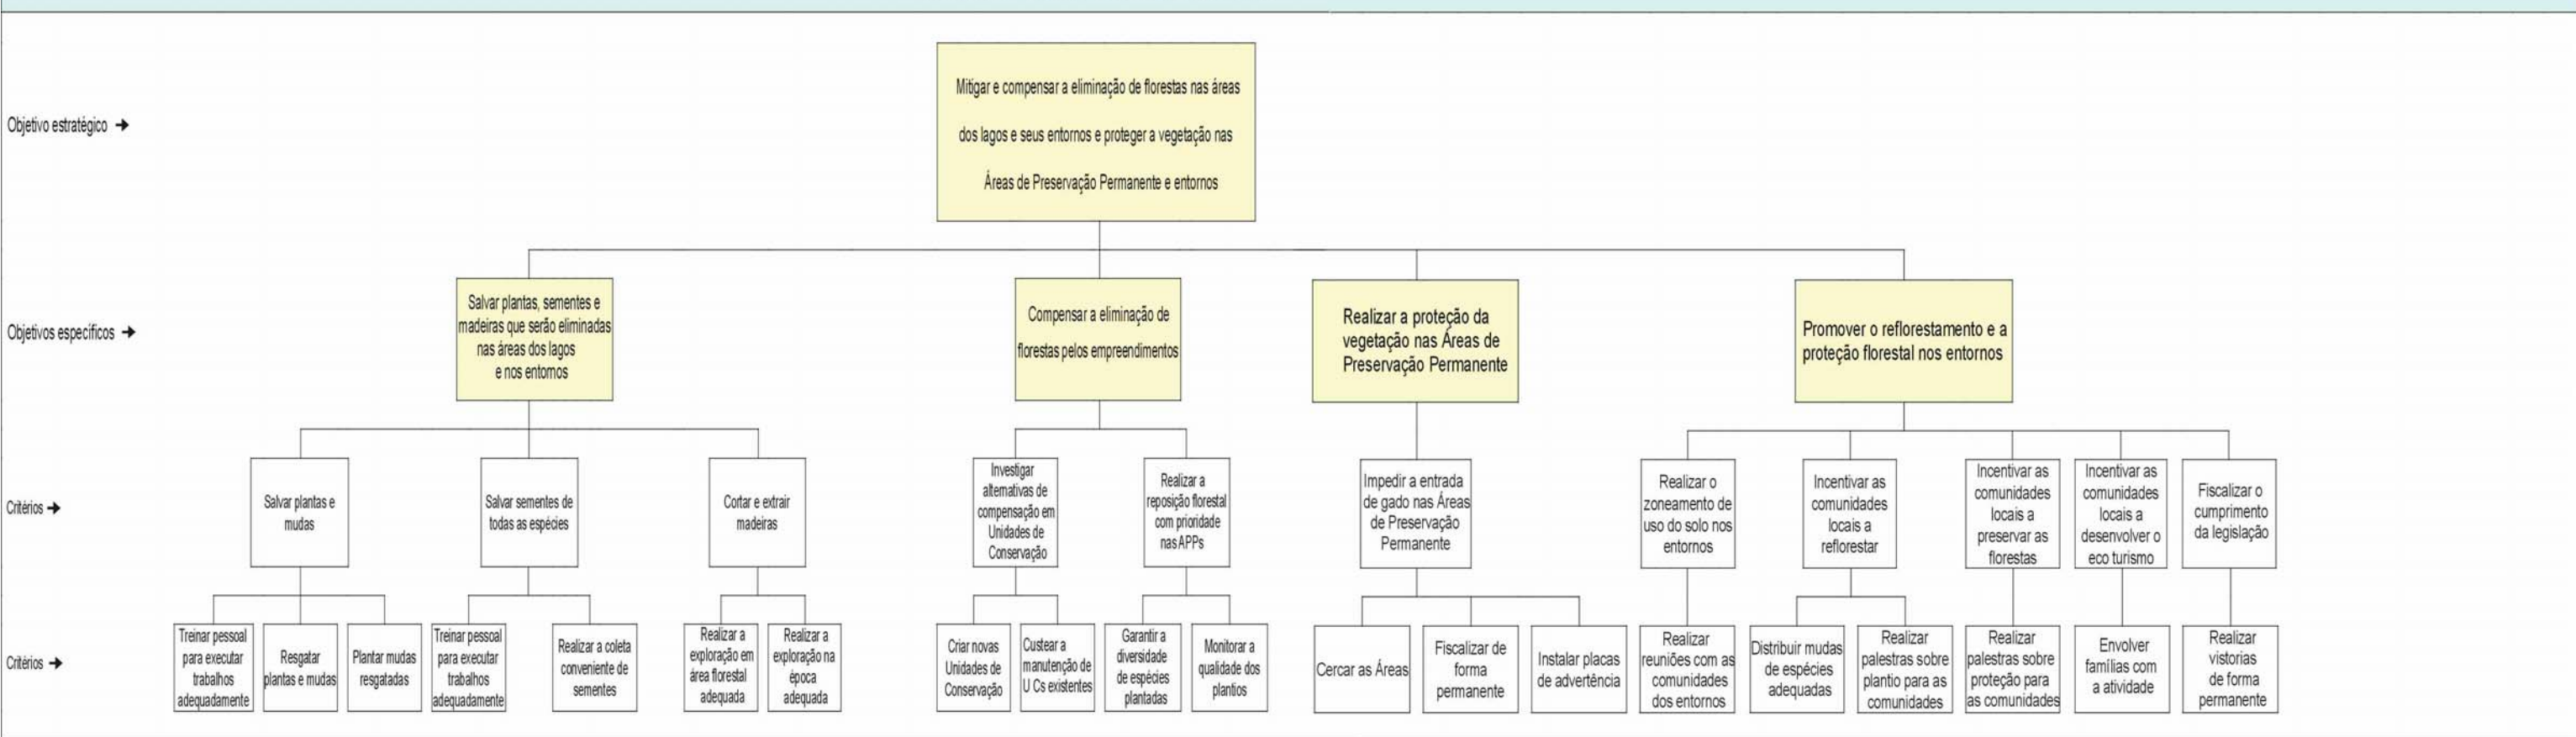 Objetivo estratégico →
Mitigar e compensar a eliminação de florestas nas áreas
dos lagos e seus entornos e proteger a vegetação nas
Áreas de Preservação Permanente e entornos
Objetivos específicos →
Salvar plantas, sementes e
madeiras que serão eliminadas
nas áreas dos lagos
e nos entornos
Compensar a eliminação de
florestas pelos empreendimentos
Realizar a proteção da
vegetação nas Áreas de
Preservação Permanente
Promover o reflorestamento e a
proteção florestal nos entornos
Critérios →
Salvar plantas e
mudas
Salvar sementes de
todas as espécies
Cortar e extrair
madeiras
Investigar
alternativas de
compensação em
Unidades de
Conservação
Realizar a
reposição florestal
com prioridade
nas APPs
Impedir a entrada
de gado nas Áreas
de Preservação
Permanente
Realizar o
zoneamento de
uso do solo nos
entornos
Incentivar as
comunidades
locais a
reflorestar
Incentivar as
comunidades
locais a
preservar as
florestas
Incentivar as
comunidades
locais a
desenvolver o
eco turismo
Fiscalizar o
cumprimento
da legislação
Critérios →
Treinar pessoal
para executar
trabalhos
adequadamente
Resgatar
plantas e mudas
Plantar mudas
resgatadas
Treinar pessoal
para executar
trabalhos
adequadamente
Realizar a coleta
conveniente de
sementes
Realizar a
exploração em
área florestal
adequada
Realizar a
exploração na
época
adequada
Criar novas
Unidades de
Conservação
Custear a
manutenção de
U Cs existentes
Garantir a
diversidade
de espécies
plantadas
Monitorar a
qualidade dos
plantios
Cercar as Áreas
Fiscalizar de
forma
permanente
Instalar placas
de advertência
Realizar
reuniões com as
comunidades
dos entornos
Distribuir mudas
de espécies
adequadas
Realizar
palestras sobre
plantio para as
comunidades
Realizar
palestras sobre
proteção para
as comunidades
Envolver
famílias com
a atividade
Realizar
vistorias
de forma
permanente